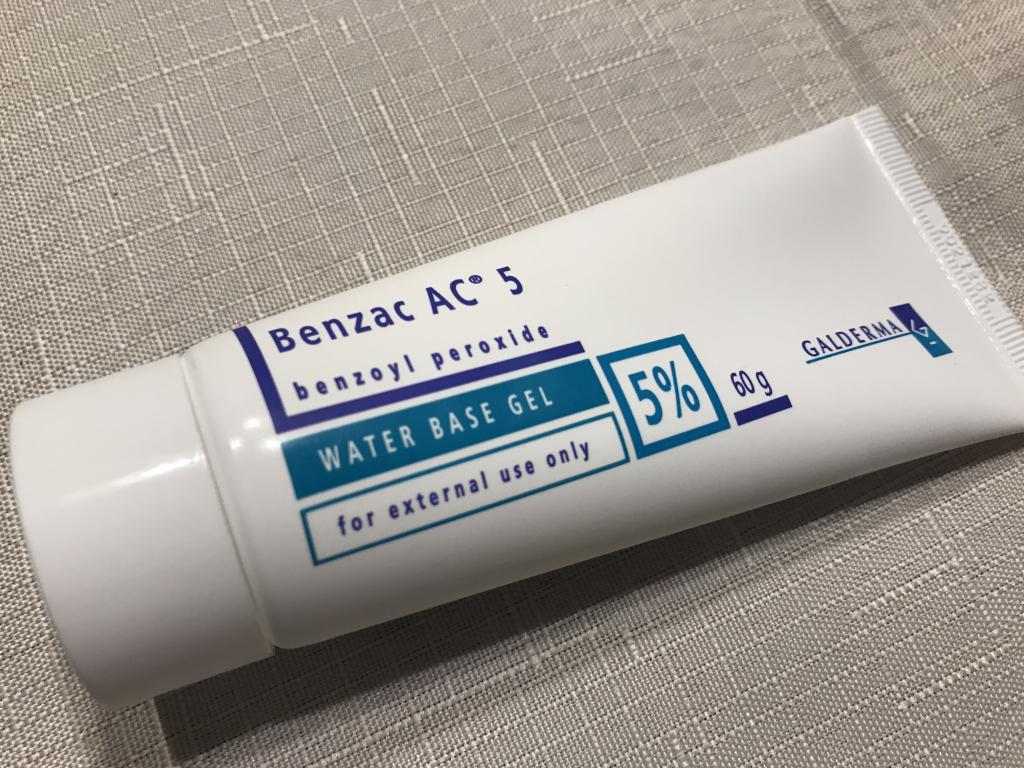 Benzac AC® 5
benzoyl peroxide
WATER BASE GEL
5%
60 g
for external use only
GALDERMA